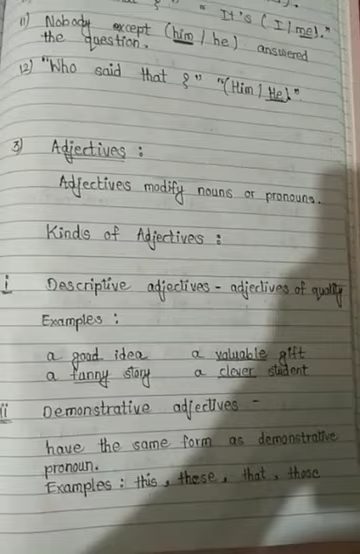 " It's (I/me)."
11) Nobody except (him / he) answered
the question.
12) "Who said that ?" "(Him / He)"
3) Adjectives :
Adjectives modify nouns or pronouns.
Kinds of Adjectives :
i Descriptive adjectives - adjectives of quality
Examples :
a good idea a valuable gift
a funny story a clever student
ii Demonstrative adjectives -
have the same form as demonstrative
pronoun.
Examples : this, these, that, those